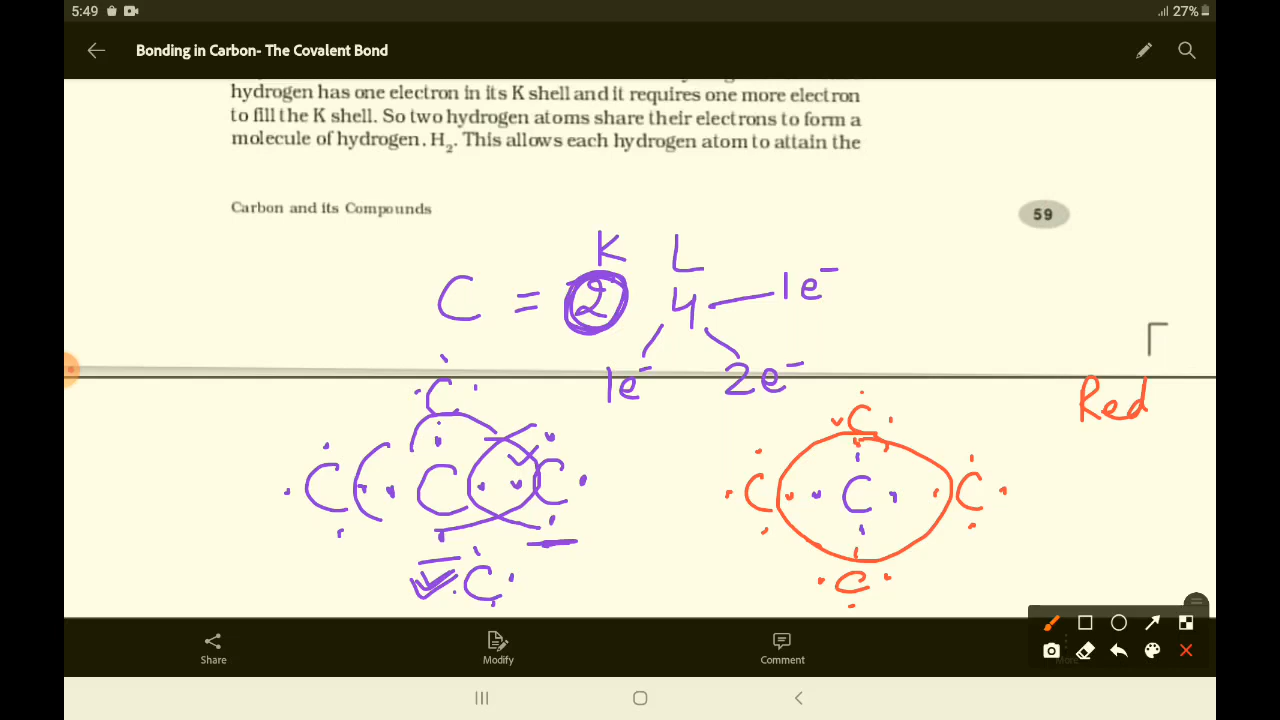 5:49 27%
Bonding in Carbon- The Covalent Bond
hydrogen has one electron in its K shell and it requires one more electron
to fill the K shell. So two hydrogen atoms share their electrons to form a
molecule of hydrogen, H₂. This allows each hydrogen atom to attain the
Carbon and its Compounds 59
K L
C = 2 4 1e⁻
1e⁻ 2e⁻
Red
C C
C C C C C C
C C
Share Modify Comment More